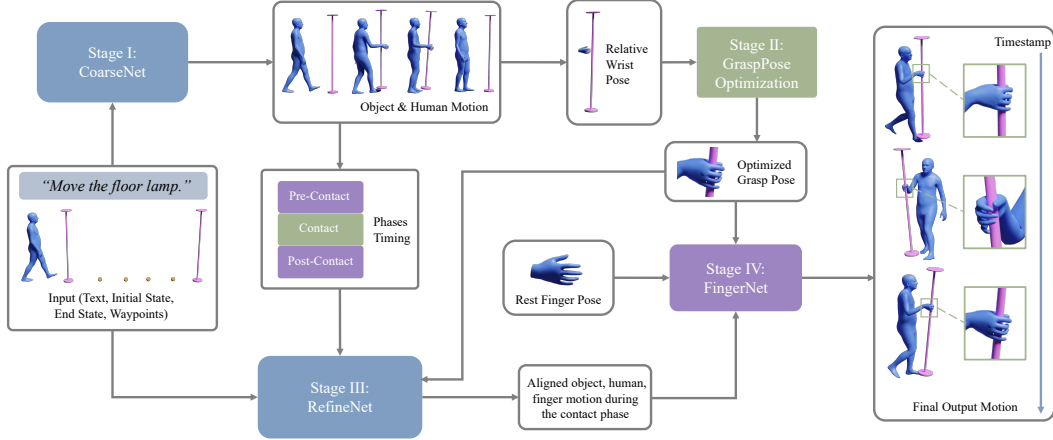 Stage I:
CoarseNet
Object & Human Motion
Relative
Wrist
Pose
Stage II:
GraspPose
Optimization
Timestamp
“Move the floor lamp.”
Input (Text, Initial State,
End State, Waypoints)
Pre-Contact
Contact
Post-Contact
Phases
Timing
Optimized
Grasp Pose
Rest Finger Pose
Stage IV:
FingerNet
Stage III:
RefineNet
Aligned object, human,
finger motion during
the contact phase
Final Output Motion